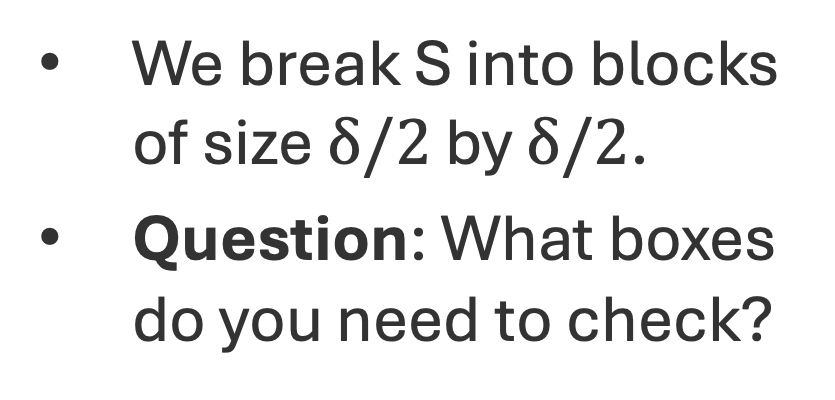 • We break S into blocks
of size δ/2 by δ/2.
• Question: What boxes
do you need to check?